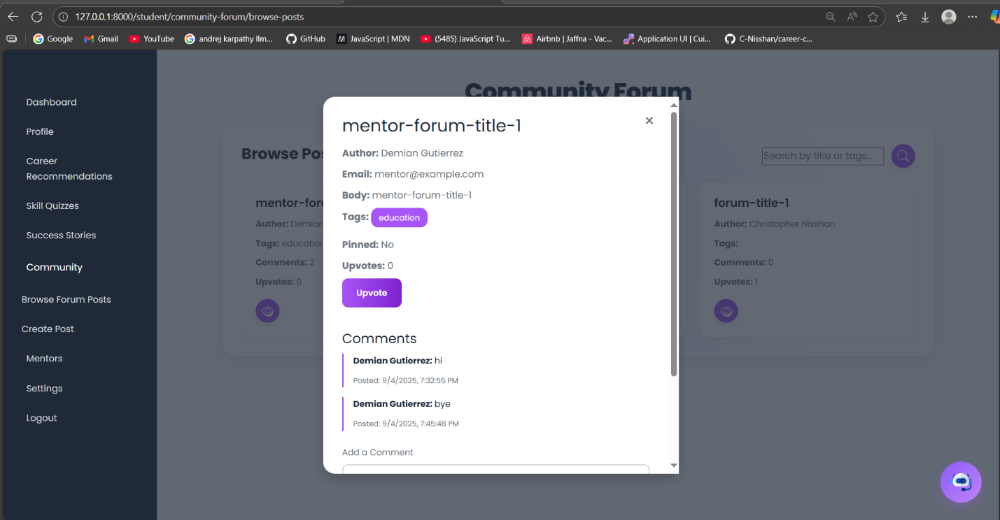 127.0.0.1:8000/student/community-forum/browse-posts
Google Gmail YouTube andrej karpathy llm... GitHub JavaScript | MDN (5485) JavaScript Tu... Airbnb | Jaffna - Vac... Application UI | Cui... C-Nisshan/career-c...
Dashboard
Profile
Career
Recommendations
Skill Quizzes
Success Stories
Community
Browse Forum Posts
Create Post
Mentors
Settings
Logout
Community Forum
Browse Pos
Search by title or tags...
mentor-foru
Author: Demian
Tags: education
Comments: 2
Upvotes: 0
mentor-forum-title-1
×
Author: Demian Gutierrez
Email: mentor@example.com
Body: mentor-forum-title-1
Tags: education
Pinned: No
Upvotes: 0
Upvote
Comments
Demian Gutierrez: hi
Posted: 9/4/2025, 7:32:55 PM
Demian Gutierrez: bye
Posted: 9/4/2025, 7:45:48 PM
Add a Comment
forum-title-1
Author: Christopher Nisshan
Tags:
Comments: 0
Upvotes: 1